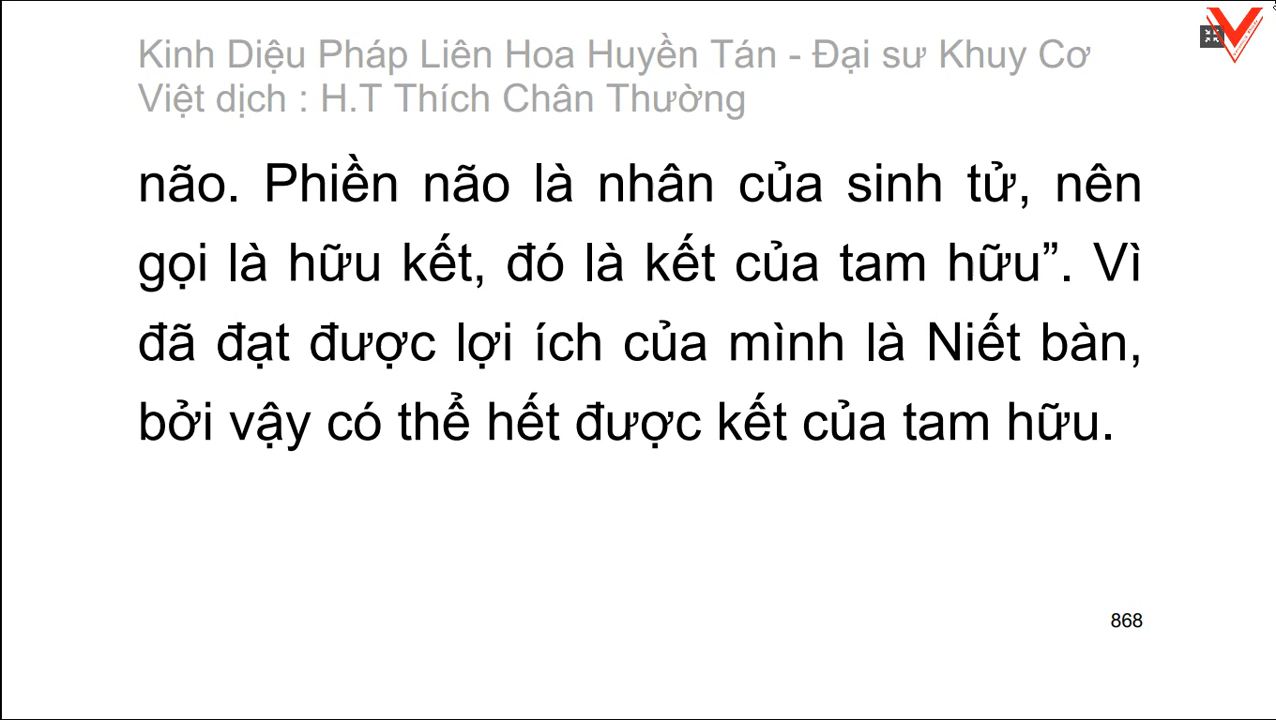 Kinh Diệu Pháp Liên Hoa Huyền Tán - Đại sư Khuy Cơ
Việt dịch : H.T Thích Chân Thường
não. Phiền não là nhân của sinh tử, nên
gọi là hữu kết, đó là kết của tam hữu”. Vì
đã đạt được lợi ích của mình là Niết bàn,
bởi vậy có thể hết được kết của tam hữu.
868